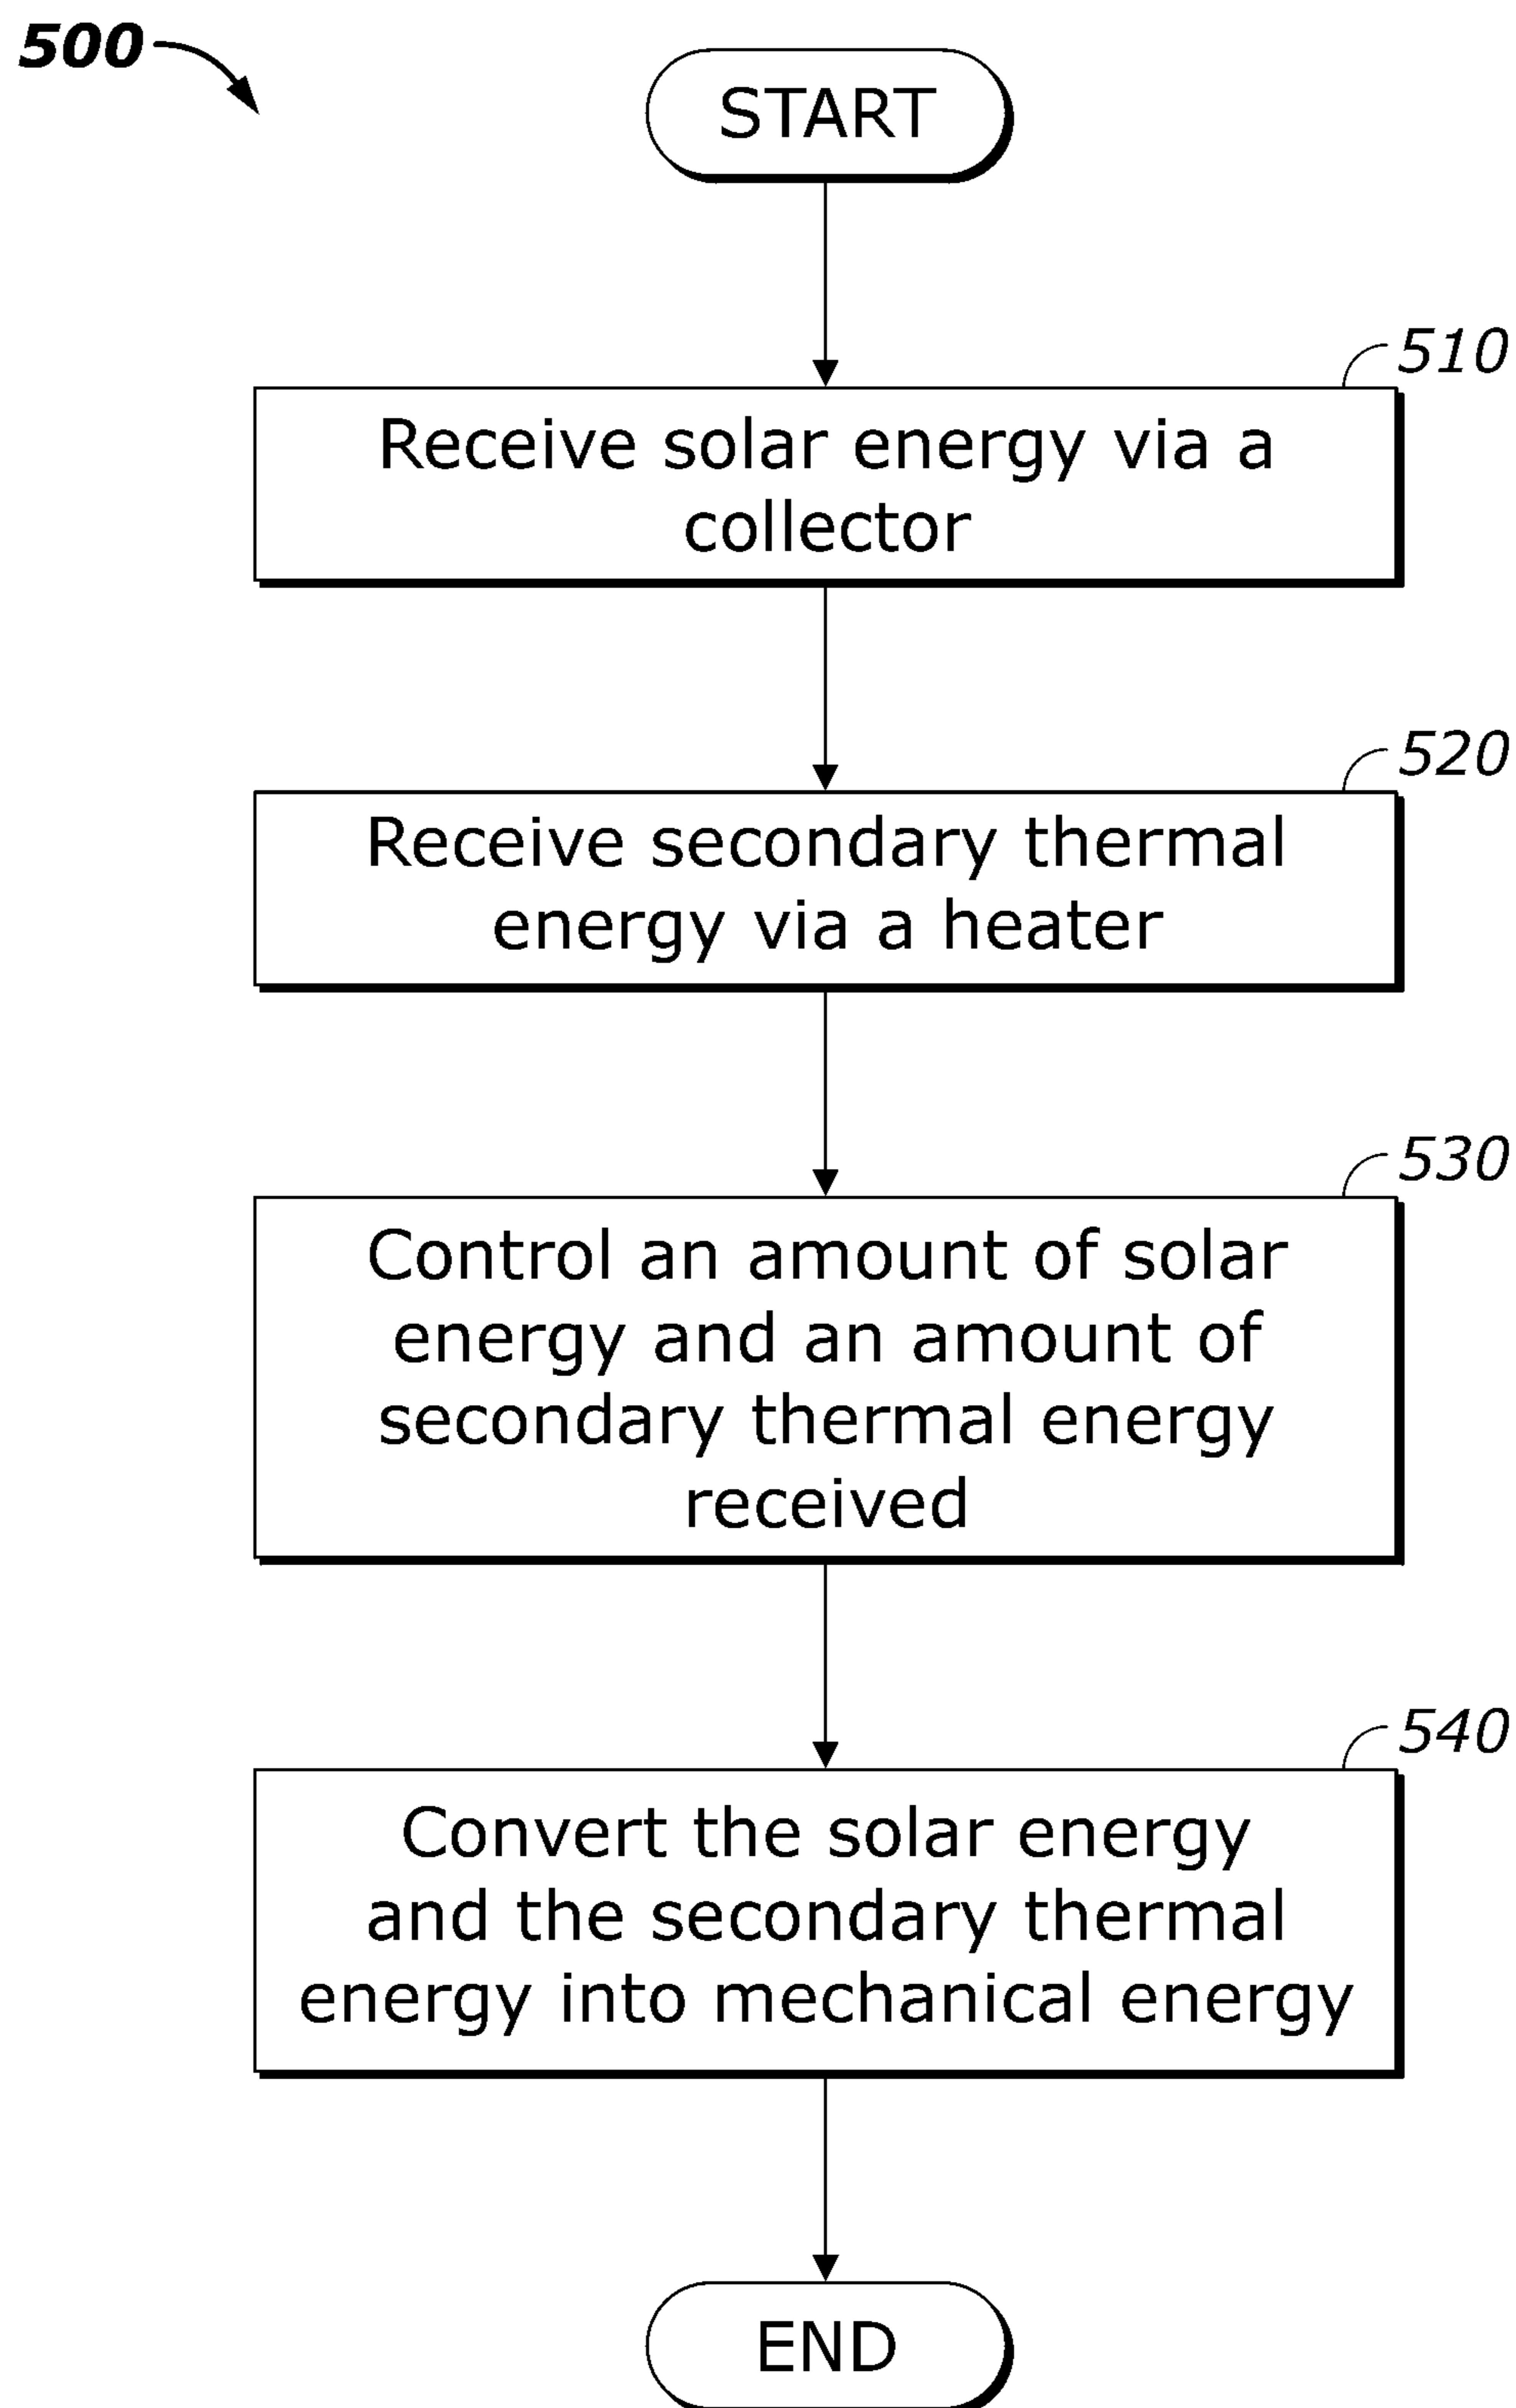 500
START
510
Receive solar energy via a
collector
520
Receive secondary thermal
energy via a heater
530
Control an amount of solar
energy and an amount of
secondary thermal energy
received
540
Convert the solar energy
and the secondary thermal
energy into mechanical energy
END